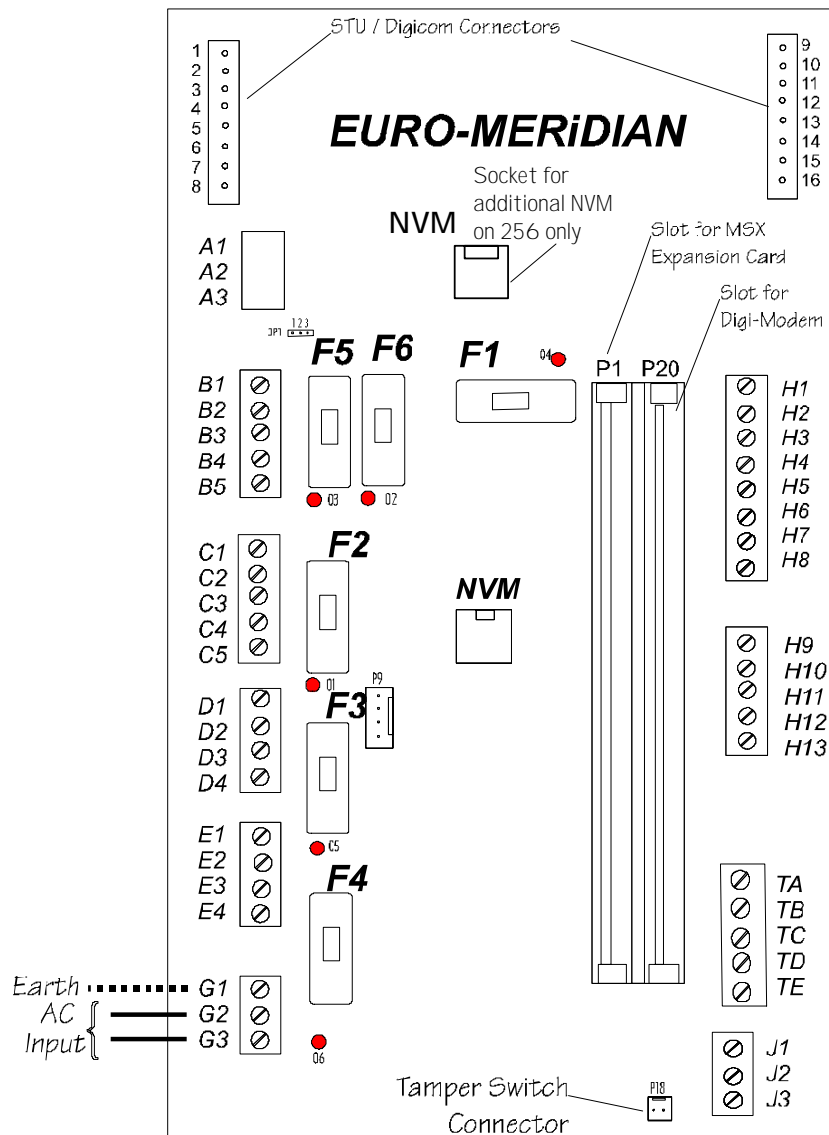 STU / Digicom Connectors
1
2
3
4
5
6
7
8
9
10
11
12
13
14
15
16
EURO-MERiDIAN
Socket for
additional NVM
on 256 only
NVM
Slot for MSX
Expansion Card
Slot for
Digi-Modem
A1
A2
A3
JP1
1 2 3
F5
F6
F1
04
P1
P20
B1
B2
B3
B4
B5
03
02
H1
H2
H3
H4
H5
H6
H7
H8
C1
C2
C3
C4
C5
F2
01
NVM
P9
H9
H10
H11
H12
H13
D1
D2
D3
D4
F3
C5
E1
E2
E3
E4
F4
TA
TB
TC
TD
TE
Earth
AC
Input
G1
G2
G3
06
J1
J2
J3
Tamper Switch
Connector
P18